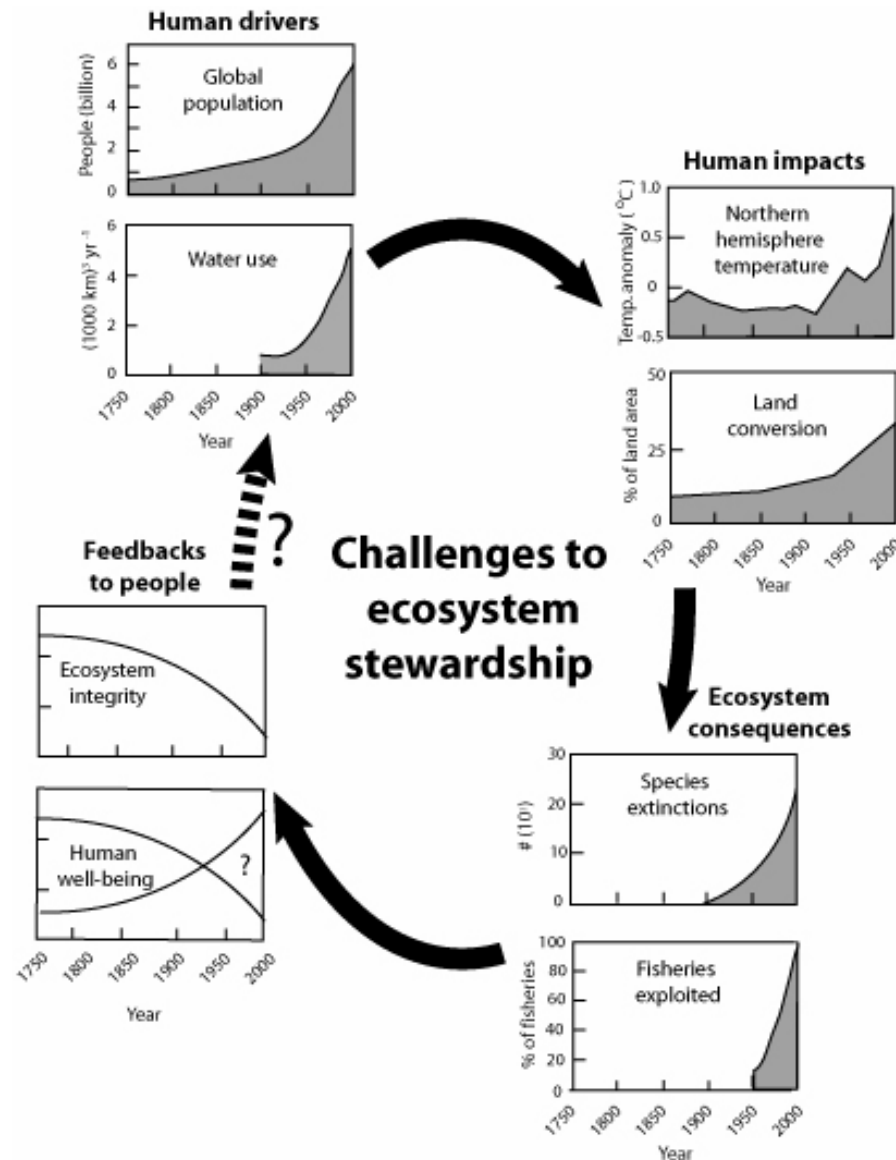 Human drivers
People (billion)
6
4
2
0
Global
population
(1000 km)³ yr⁻¹
6
4
2
0
Water use
1750
1800
1850
1900
1950
2000
Year
Human impacts
Temp. anomaly (°C)
1.0
0.5
0
-0.5
Northern
hemisphere
temperature
% of land area
50
25
0
Land
conversion
1750
1800
1850
1900
1950
2000
Year
Challenges to
ecosystem
stewardship
?
Feedbacks
to people
Ecosystem
integrity
Human
well-being
?
1750
1800
1850
1900
1950
2000
Year
Ecosystem
consequences
30
20
10
0
Species
extinctions
% of fisheries
100
80
60
40
20
0
Fisheries
exploited
1750
1800
1850
1900
1950
2000
Year